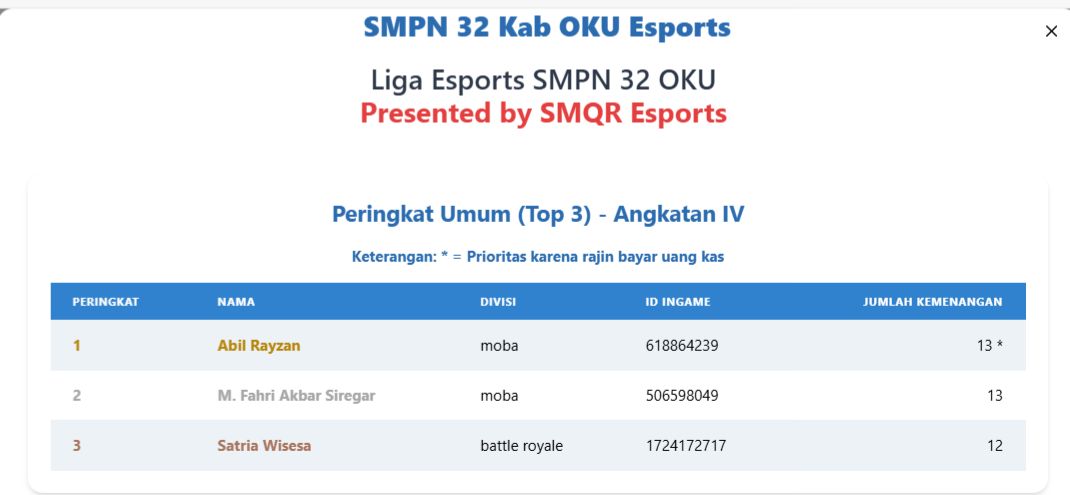 SMPN 32 Kab OKU Esports
Liga Esports SMPN 32 OKU
Presented by SMQR Esports
Peringkat Umum (Top 3) - Angkatan IV
Keterangan: * = Prioritas karena rajin bayar uang kas
PERINGKAT NAMA DIVISI ID INGAME JUMLAH KEMENANGAN
1 Abil Rayzan moba 618864239 13 *
2 M. Fahri Akbar Siregar moba 506598049 13
3 Satria Wisesa battle royale 1724172717 12